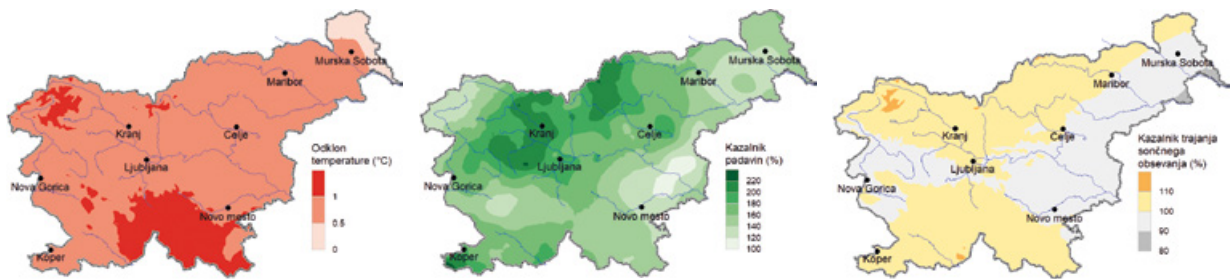 Murska Sobota
Maribor
Kranj
Celje
Ljubljana
Nova Gorica
Novo mesto
Koper
Odklon
temperature (°C)
1
0.5
0
Murska Sobota
Maribor
Kranj
Celje
Ljubljana
Nova Gorica
Novo mesto
Koper
Kazalnik
padavin (%)
220
200
180
160
140
120
100
Murska Sobota
Maribor
Kranj
Celje
Ljubljana
Nova Gorica
Novo mesto
Koper
Kazalnik trajanja
sončnega
obsevanja (%)
110
100
90
80